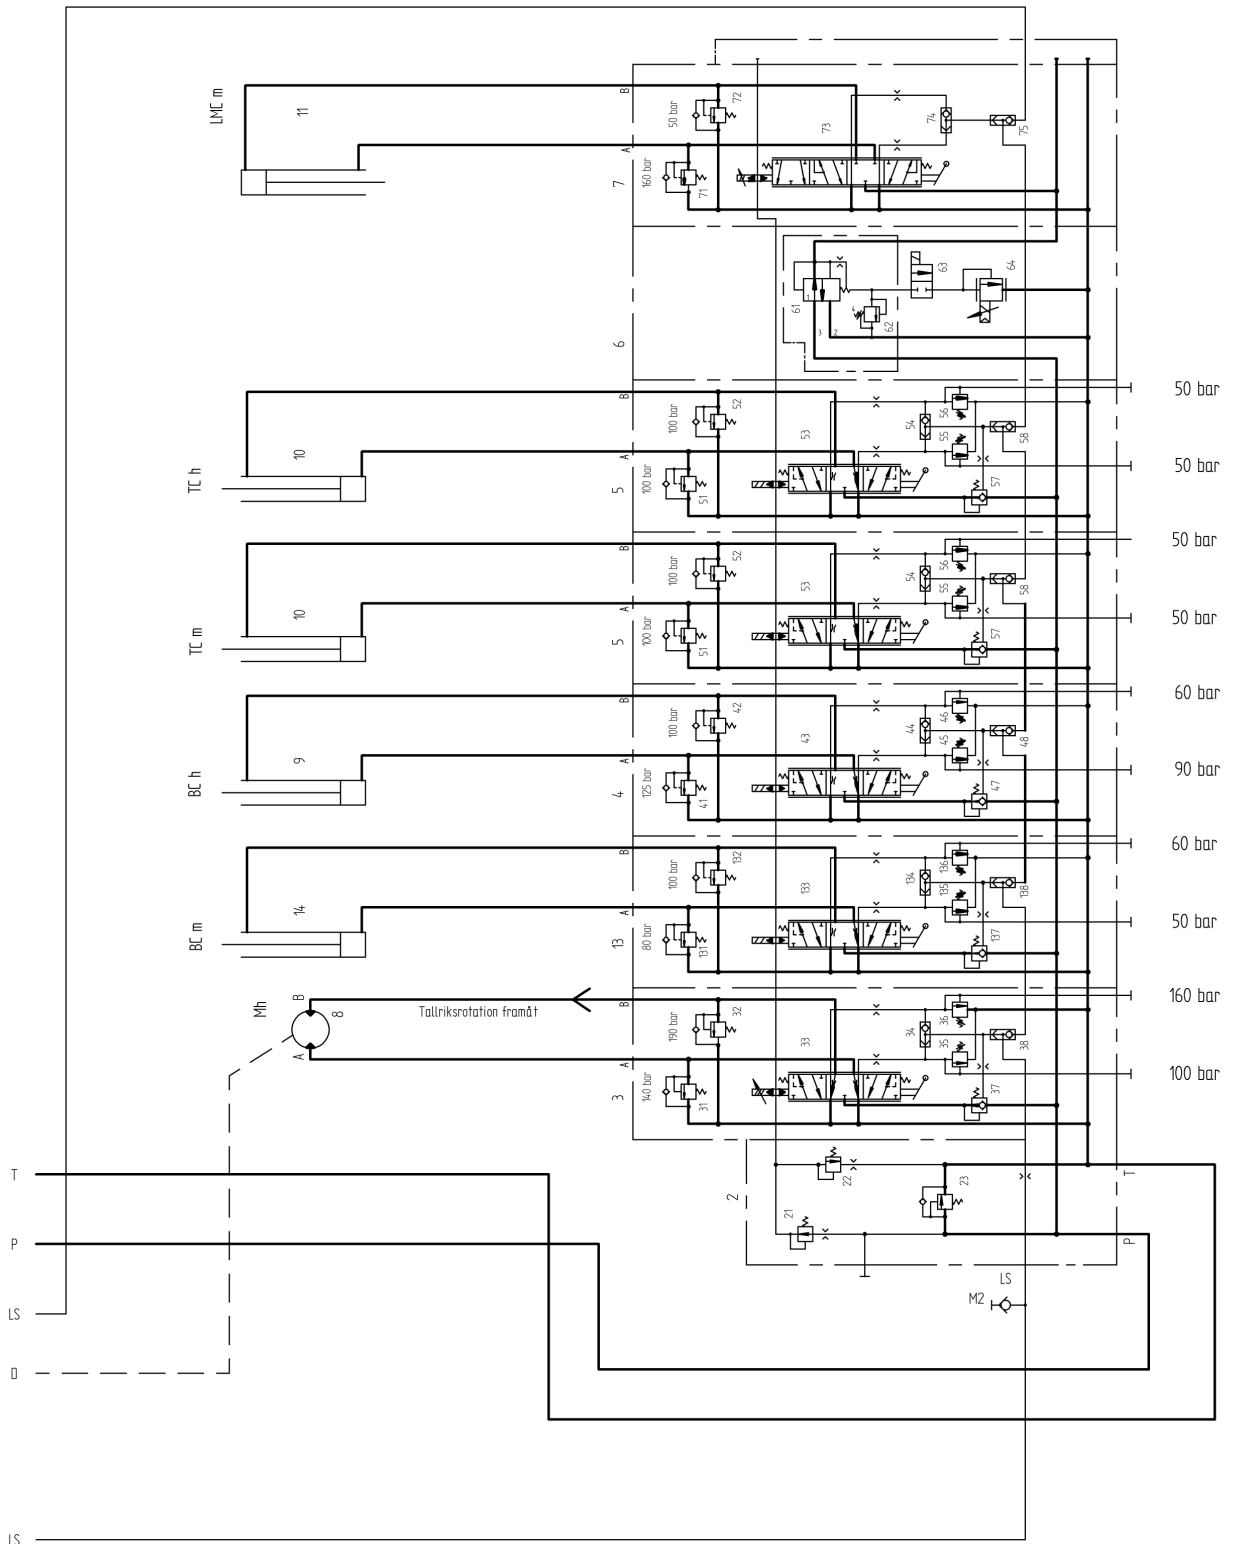 LMC m
11
B
A
7
50 bar
72
160 bar
71
73
74
75
6
61
1
3
2
4
62
63
64
TC h
10
B
A
5
100 bar
52
100 bar
51
53
54
56
55
58
57
50 bar
50 bar
TC m
10
B
A
5
100 bar
52
100 bar
51
53
54
56
55
58
57
50 bar
50 bar
BC h
9
B
A
4
100 bar
42
125 bar
41
43
44
46
45
48
47
60 bar
90 bar
BC m
14
B
A
13
100 bar
132
80 bar
131
133
134
136
135
138
137
60 bar
50 bar
Mh
B
A
8
Tallriksrotation framåt
B
A
3
190 bar
32
140 bar
31
33
34
36
35
38
37
160 bar
100 bar
T
P
LS
D
LS
2
22
21
23
T
P
LS
M2